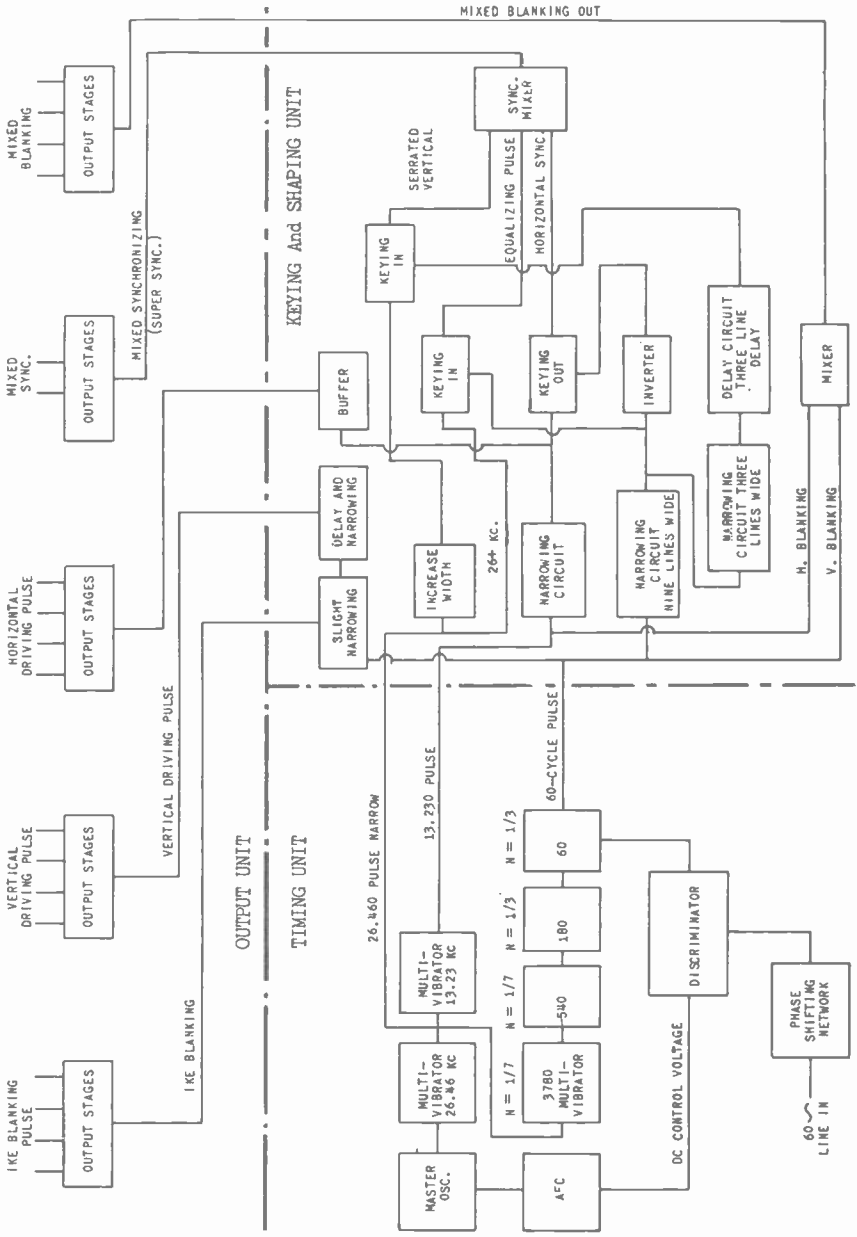 IKE BLANKING
PULSE
VERTICAL
DRIVING PULSE
HORIZONTAL
DRIVING PULSE
MIXED
SYNC.
MIXED
BLANKING
OUTPUT STAGES
OUTPUT STAGES
OUTPUT STAGES
OUTPUT STAGES
OUTPUT STAGES
IKE BLANKING
VERTICAL DRIVING PULSE
MIXED SYNCHRONIZING
(SUPER SYNC.)
MIXED BLANKING OUT
OUTPUT UNIT
TIMING UNIT
KEYING And SHAPING UNIT
26.460 PULSE NARROW
13.230 PULSE
60-CYCLE PULSE
MASTER
OSC.
MULTI-
VIBRATOR
26.46 KC
MULTI-
VIBRATOR
13.23 KC
N = 1/7
N = 1/7
N = 1/3
N = 1/3
AFC
3780
MULTI-
VIBRATOR
540
180
60
DC CONTROL VOLTAGE
DISCRIMINATOR
PHASE
SHIFTING
NETWORK
60
LINE IN
SLIGHT
NARROWING
DELAY AND
NARROWING
BUFFER
INCREASE
WIDTH
26+ KC.
KEYING
IN
KEYING
IN
SERRATED
VERTICAL
EQUALIZING PULSE
HORIZONTAL SYNC.
SYNC.
MIXER
NARROWING
CIRCUIT
KEYING
OUT
NARROWING
CIRCUIT
NINE LINES WIDE
INVERTER
NARROWING
CIRCUIT THREE
LINES WIDE
DELAY CIRCUIT
THREE LINE
DELAY
H. BLANKING
V. BLANKING
MIXER